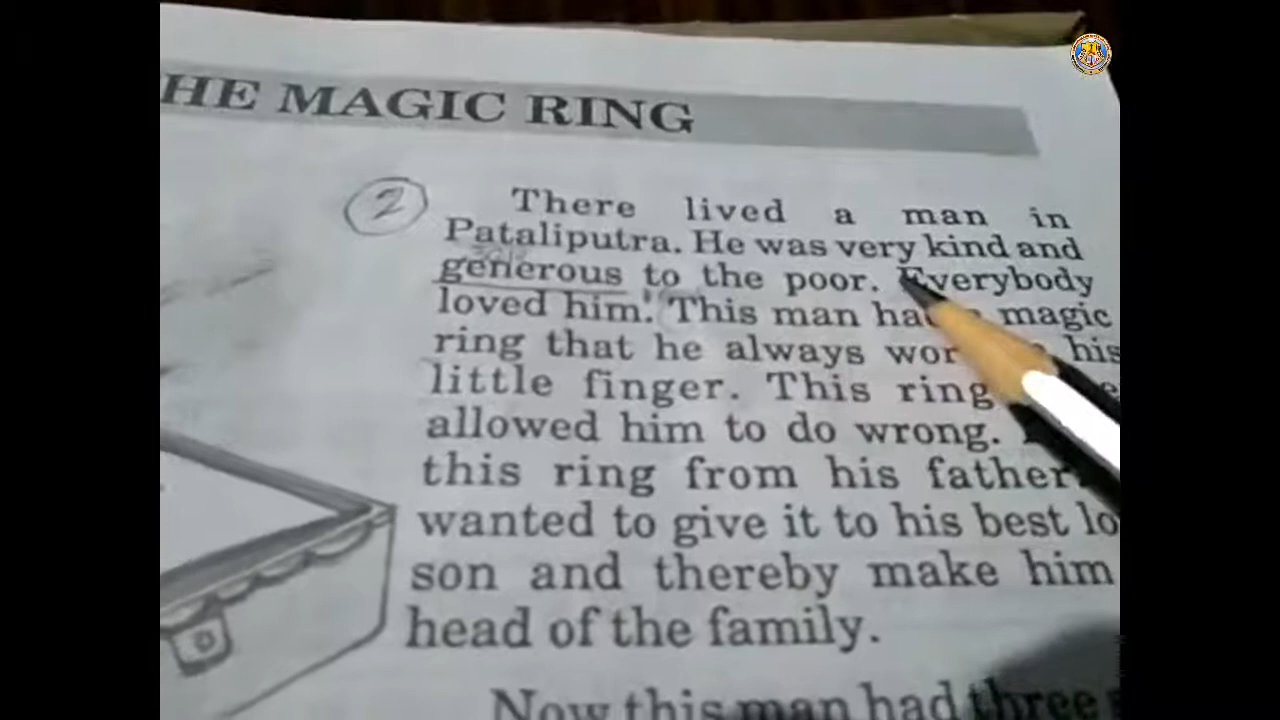 HE MAGIC RING
2
There lived a man in
Pataliputra. He was very kind and
generous to the poor. Everybody
loved him. This man had magic
ring that he always wor his
little finger. This ring
allowed him to do wrong.
this ring from his father
wanted to give it to his best lo
son and thereby make him
head of the family.
Now this man had three